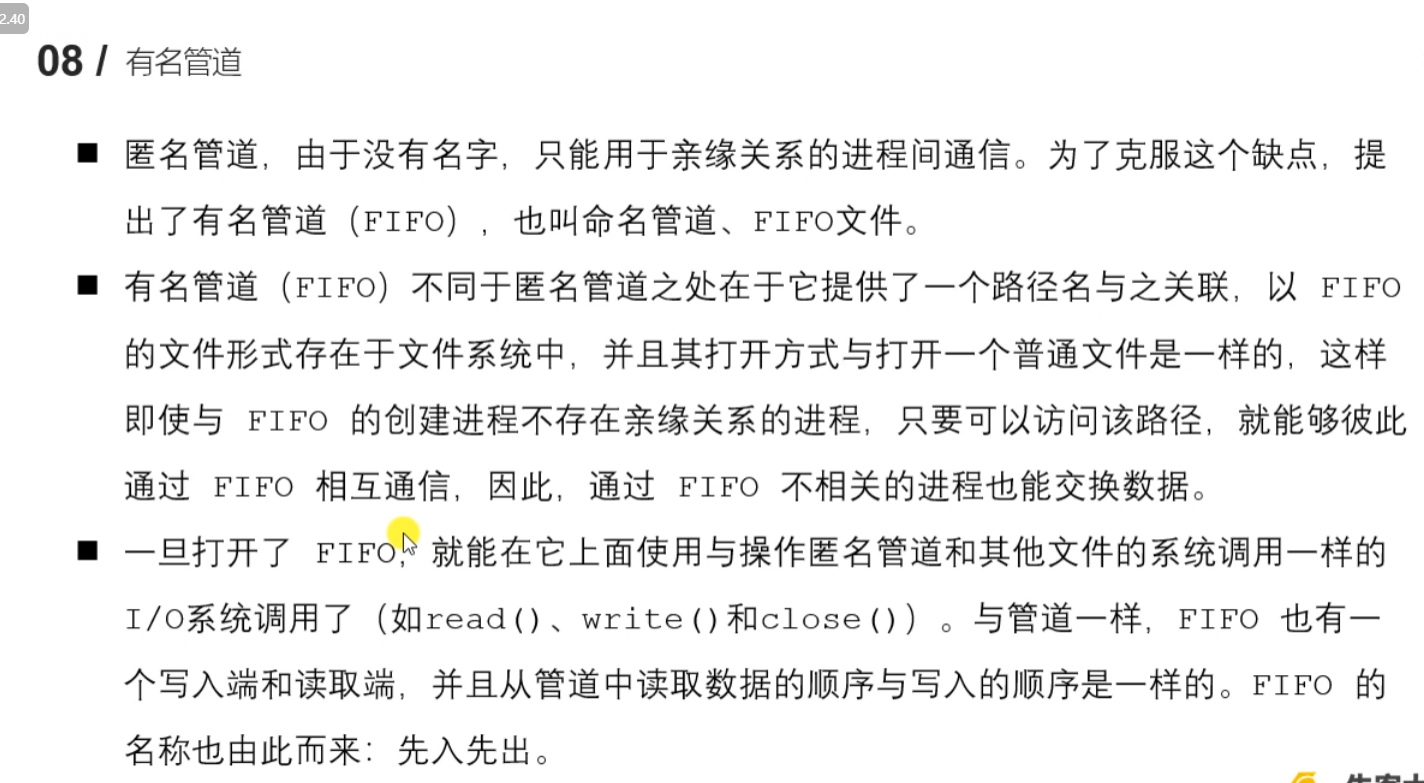 2.40
08 / 有名管道
■ 匿名管道，由于没有名字，只能用于亲缘关系的进程间通信。为了克服这个缺点，提
出了有名管道（FIFO），也叫命名管道、FIFO文件。
■ 有名管道（FIFO）不同于匿名管道之处在于它提供了一个路径名与之关联，以 FIFO
的文件形式存在于文件系统中，并且其打开方式与打开一个普通文件是一样的，这样
即使与 FIFO 的创建进程不存在亲缘关系的进程，只要可以访问该路径，就能够彼此
通过 FIFO 相互通信，因此，通过 FIFO 不相关的进程也能交换数据。
■ 一旦打开了 FIFO，就能在它上面使用与操作匿名管道和其他文件的系统调用一样的
I/O系统调用了（如read()、write()和close()）。与管道一样，FIFO 也有一
个写入端和读取端，并且从管道中读取数据的顺序与写入的顺序是一样的。FIFO 的
名称也由此而来：先入先出。